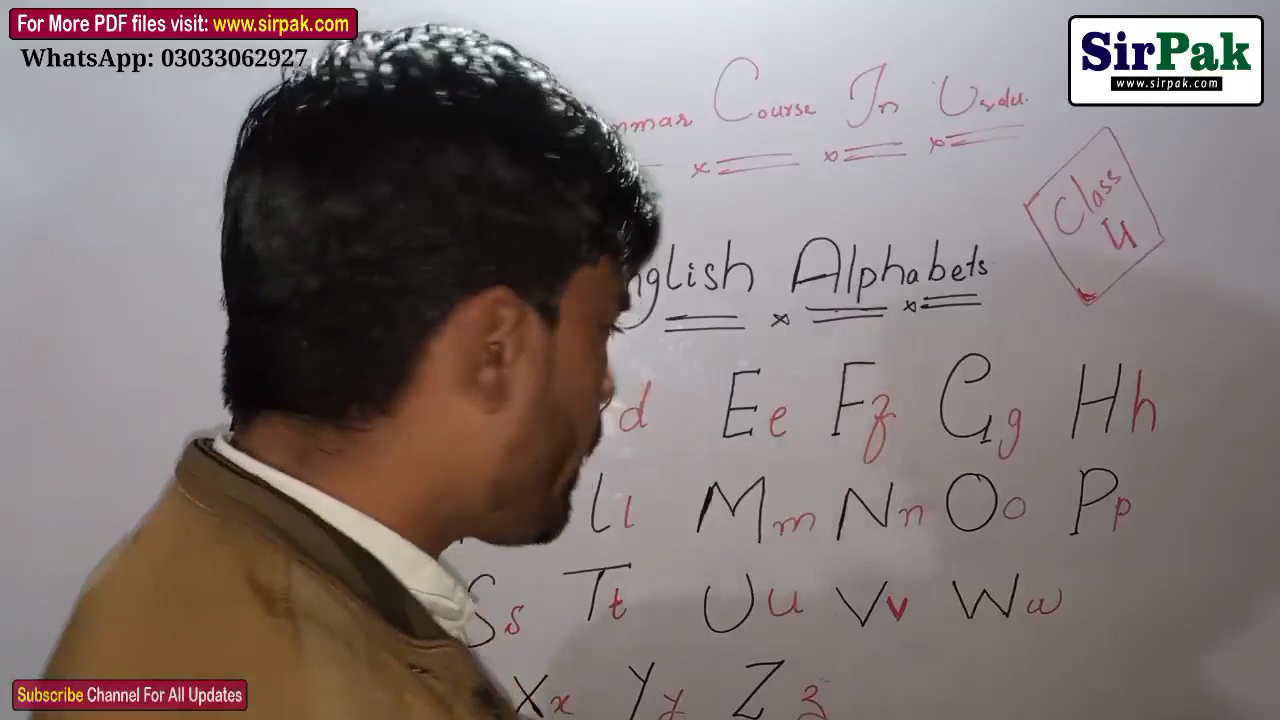 For More PDF files visit: www.sirpak.com
WhatsApp: 03033062927
SirPak
www.sirpak.com
Course In Urdu.
Class
4
Alphabets
d Ee Ff Gg Hh
Ll Mm Nn Oo Pp
Ss Tt Uu Vv Ww
Xx Yy Zz
Subscribe Channel For All Updates